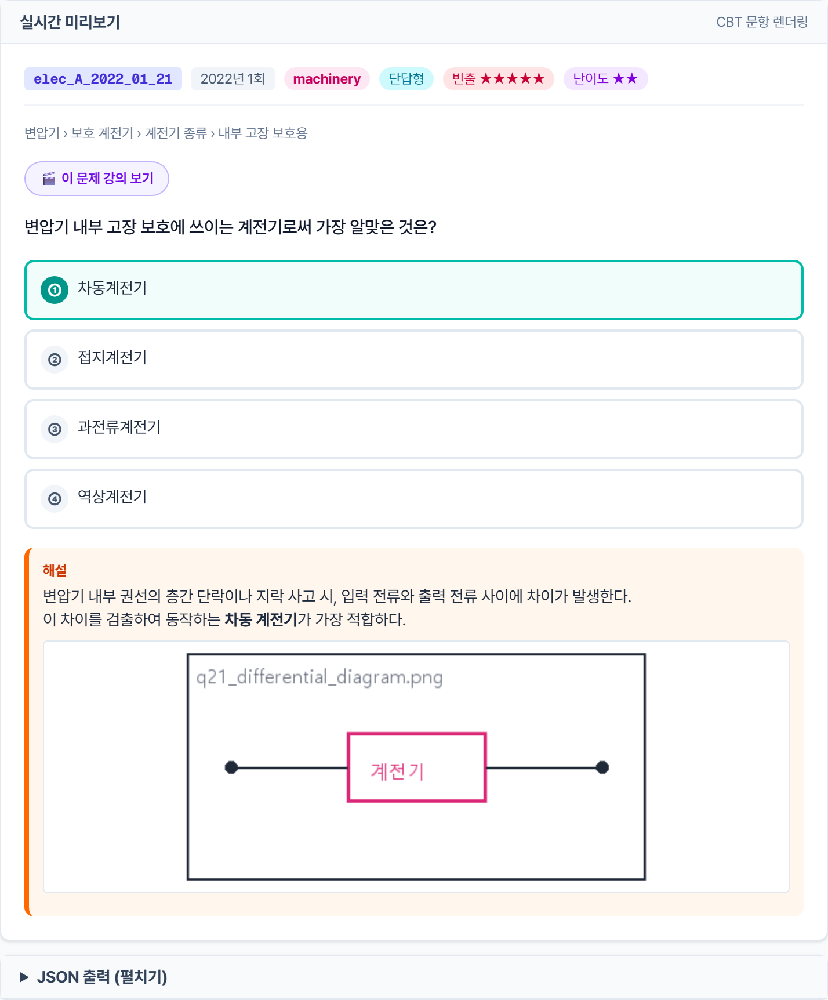 실시간 미리보기
CBT 문항 렌더링
elec_A_2022_01_21
2022년 1회
machinery
단답형
빈출 ★★★★★
난이도 ★★
변압기 › 보호 계전기 › 계전기 종류 › 내부 고장 보호용
🎬 이 문제 강의 보기
변압기 내부 고장 보호에 쓰이는 계전기로써 가장 알맞은 것은?
① 차동계전기
② 접지계전기
③ 과전류계전기
④ 역상계전기
해설
변압기 내부 권선의 층간 단락이나 지락 사고 시, 입력 전류와 출력 전류 사이에 차이가 발생한다.
이 차이를 검출하여 동작하는 차동 계전기가 가장 적합하다.
q21_differential_diagram.png
계전기
▶ JSON 출력 (펼치기)